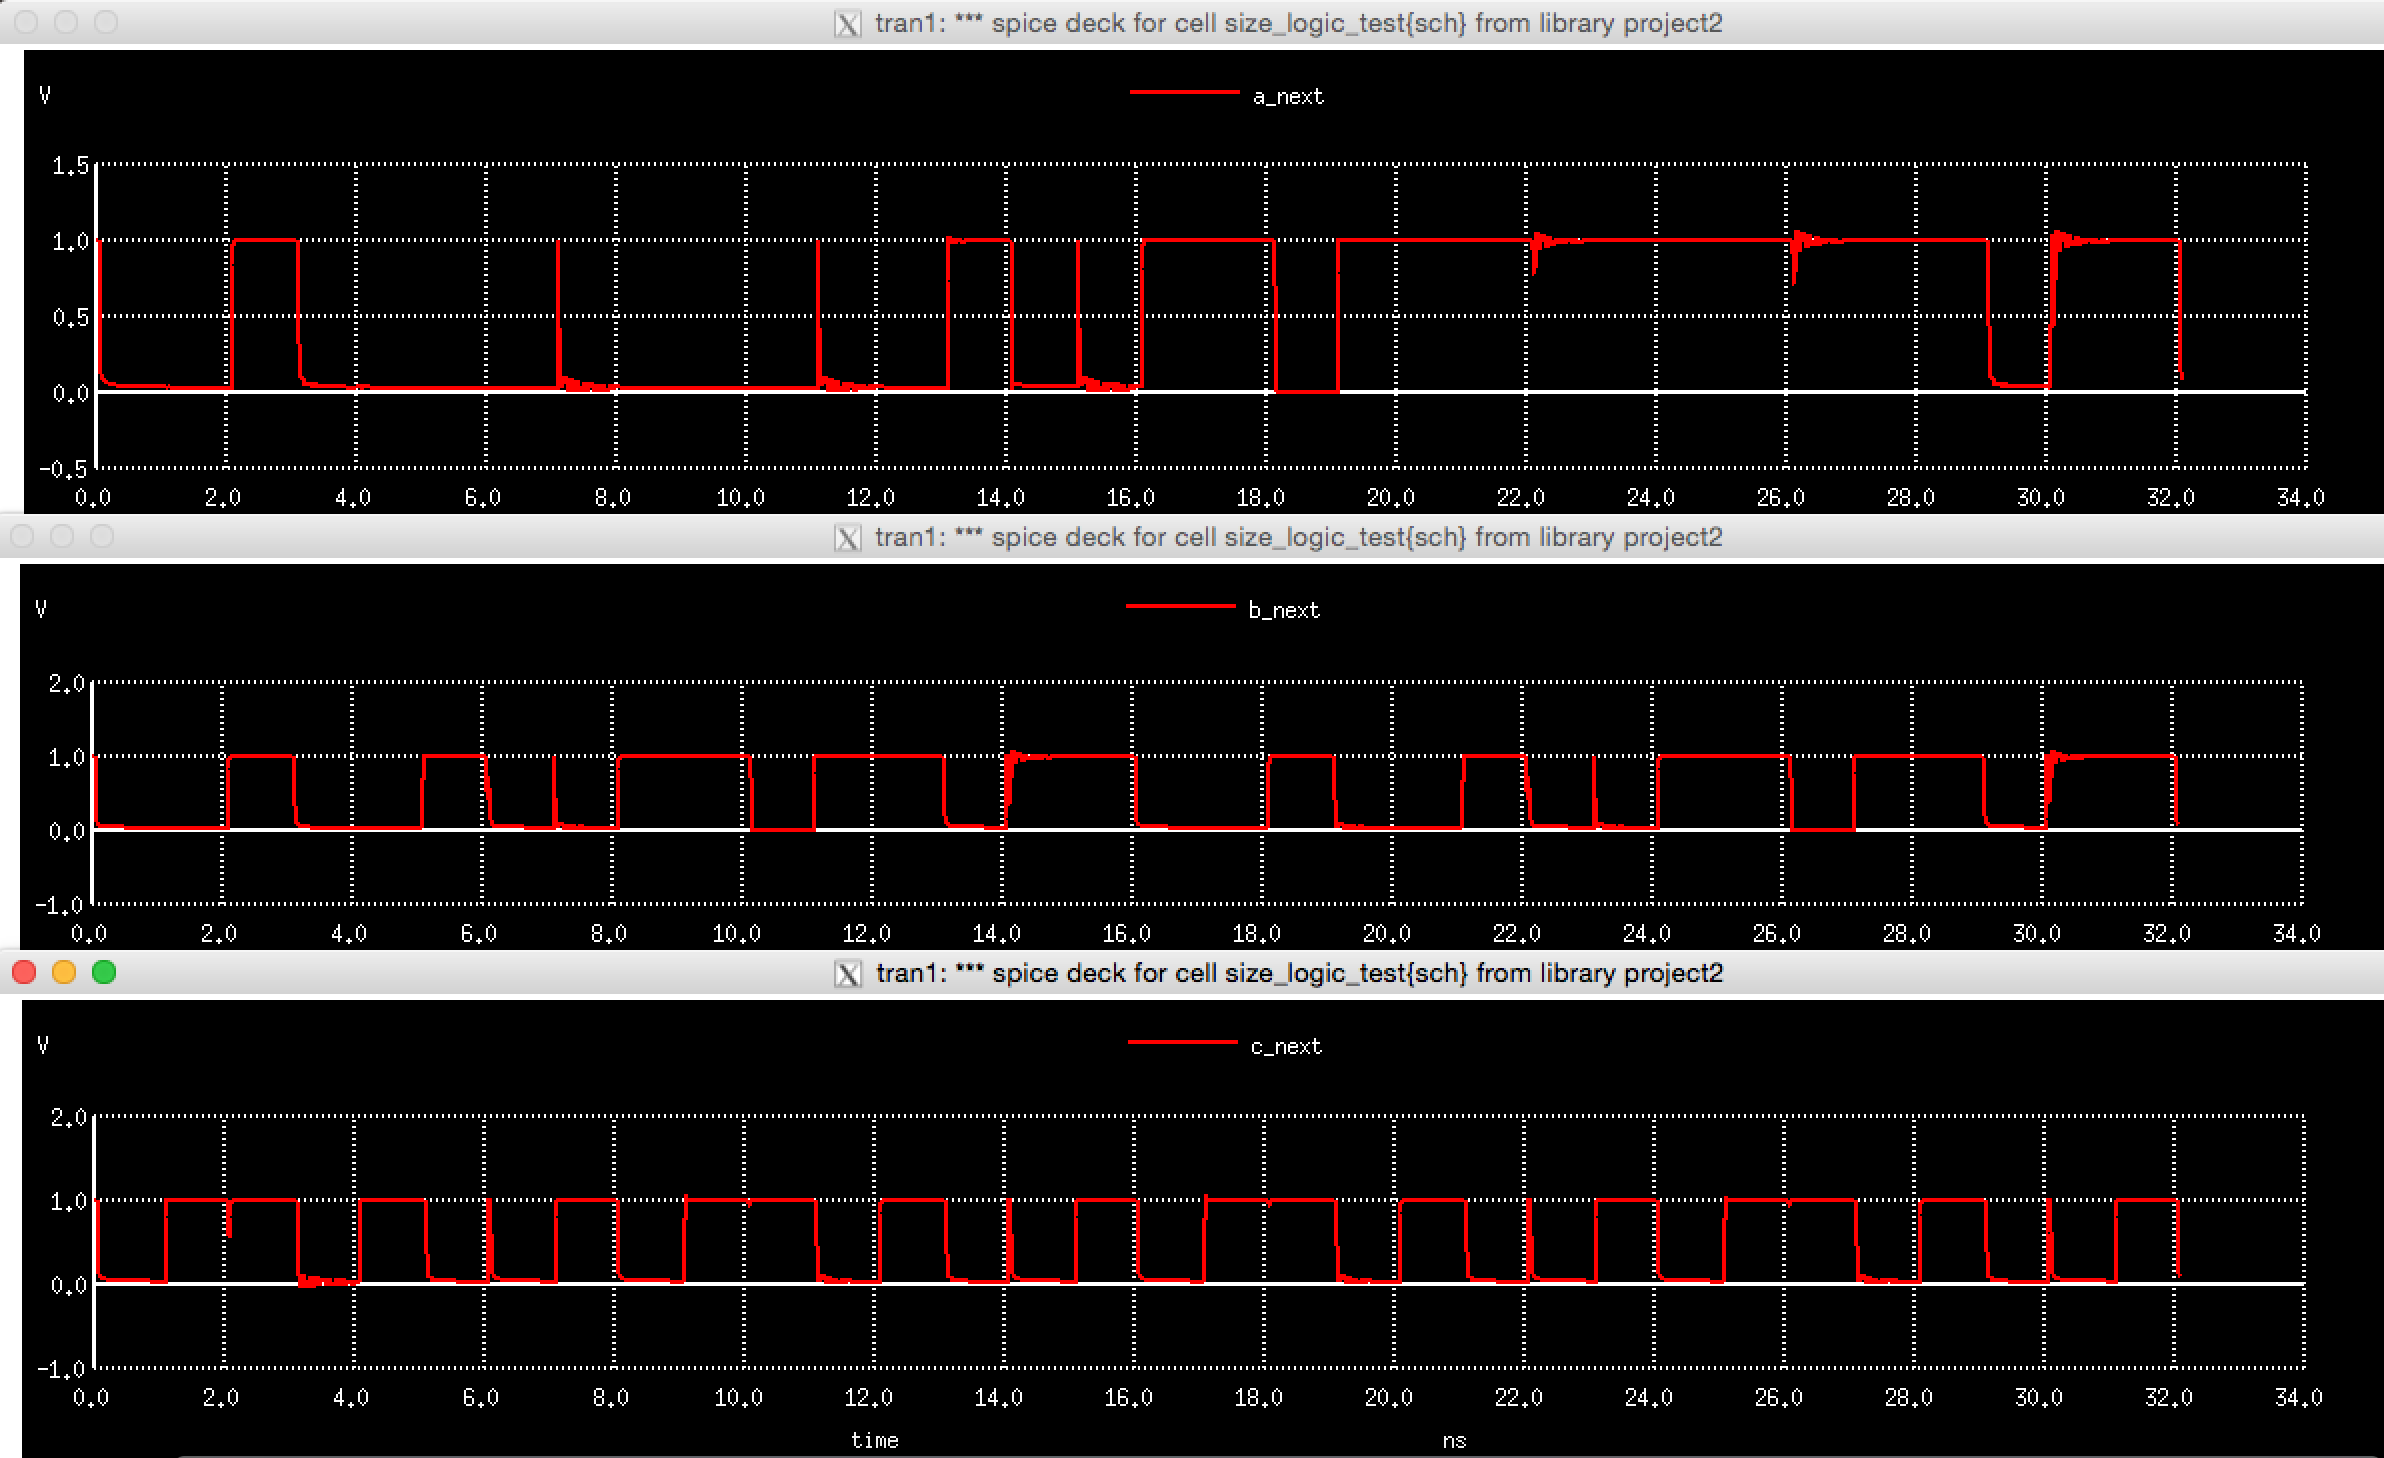 tran1: *** spice deck for cell size_logic_test{sch} from library project2
V
a_next
1.5
1.0
0.5
0.0
-0.5
0.0 2.0 4.0 6.0 8.0 10.0 12.0 14.0 16.0 18.0 20.0 22.0 24.0 26.0 28.0 30.0 32.0 34.0
tran1: *** spice deck for cell size_logic_test{sch} from library project2
V
b_next
2.0
1.0
0.0
-1.0
0.0 2.0 4.0 6.0 8.0 10.0 12.0 14.0 16.0 18.0 20.0 22.0 24.0 26.0 28.0 30.0 32.0 34.0
tran1: *** spice deck for cell size_logic_test{sch} from library project2
V
c_next
2.0
1.0
0.0
-1.0
0.0 2.0 4.0 6.0 8.0 10.0 12.0 14.0 16.0 18.0 20.0 22.0 24.0 26.0 28.0 30.0 32.0 34.0
time ns